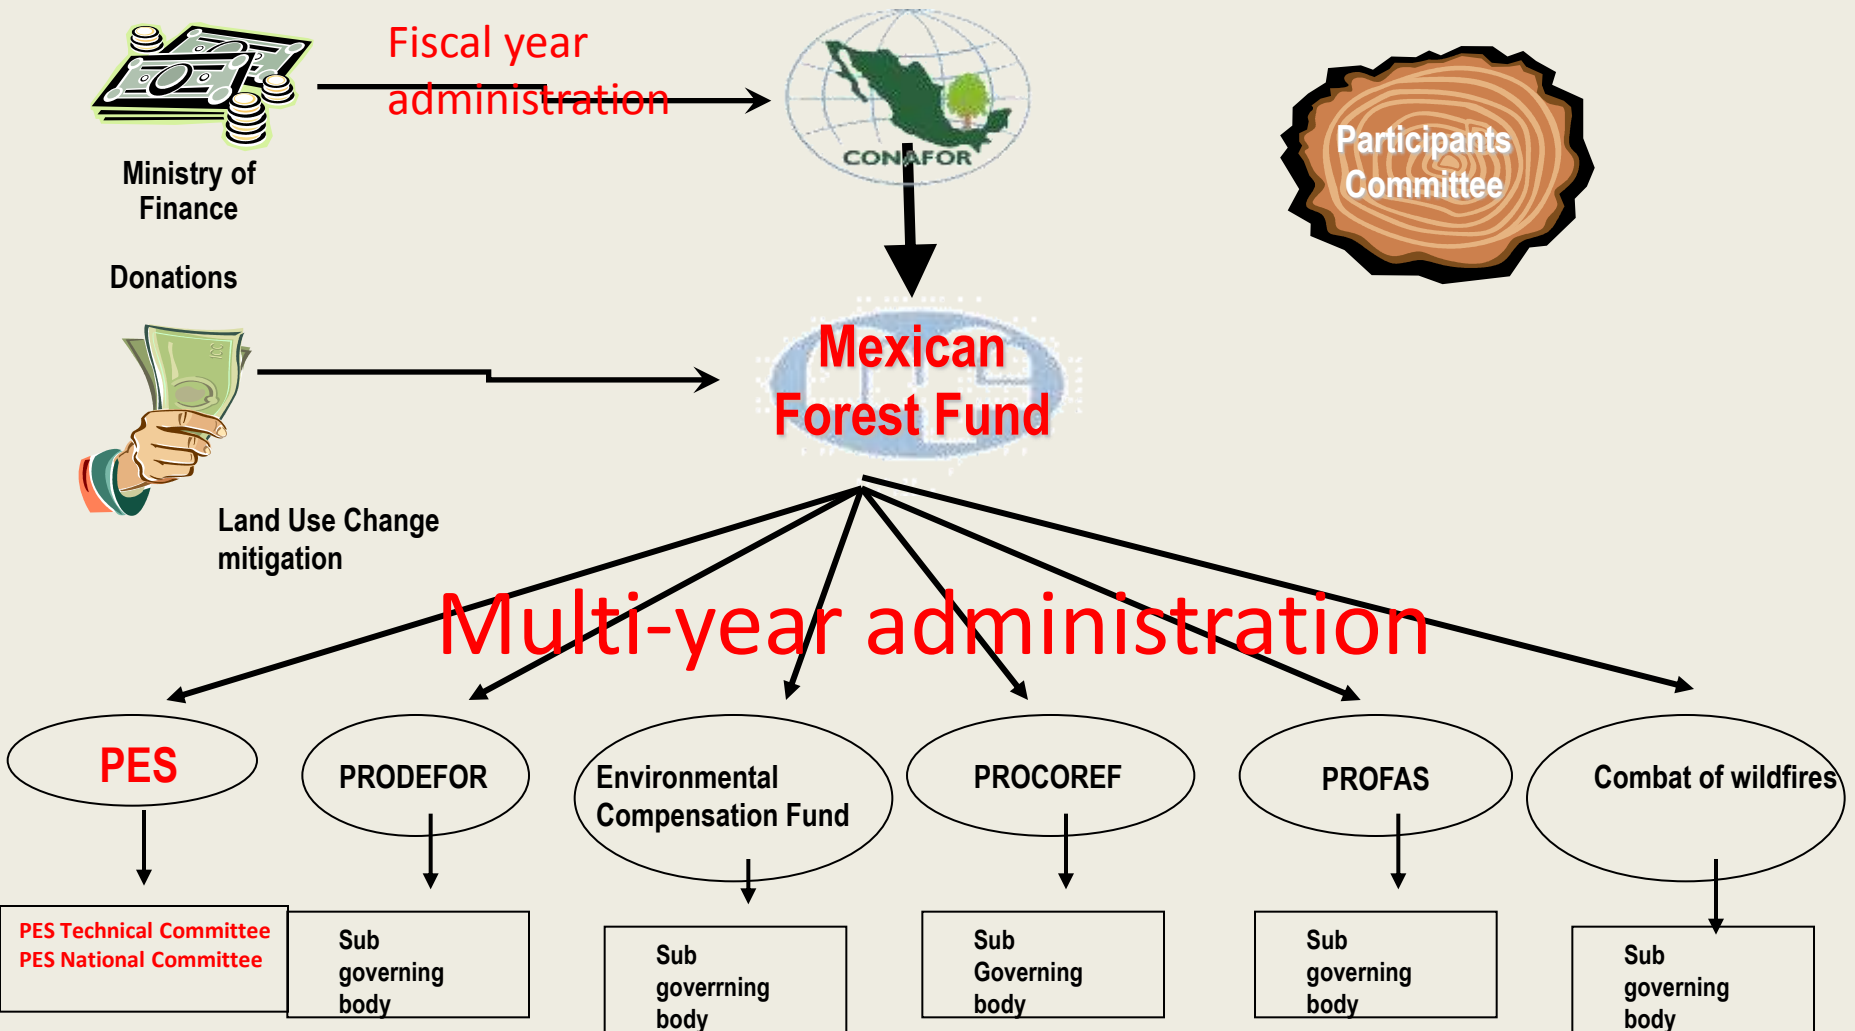 Fiscal year
administration
CONAFOR
Participants
Committee
Ministry of
Finance
Donations
Mexican
Forest Fund
Land Use Change
mitigation
Multi-year administration
PES
PRODEFOR
Environmental
Compensation Fund
PROCOREF
PROFAS
Combat of wildfires
PES Technical Committee
PES National Committee
Sub
governing
body
Sub
goverrning
body
Sub
Governing
body
Sub
governing
body
Sub
governing
body